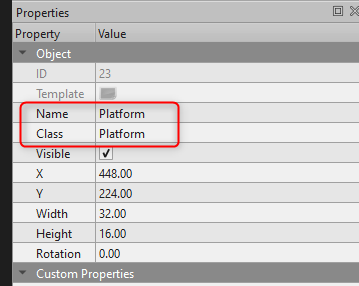 Properties
Property Value
Object
ID 23
Template
Name Platform
Class Platform
Visible
X 448.00
Y 224.00
Width 32.00
Height 16.00
Rotation 0.00
Custom Properties